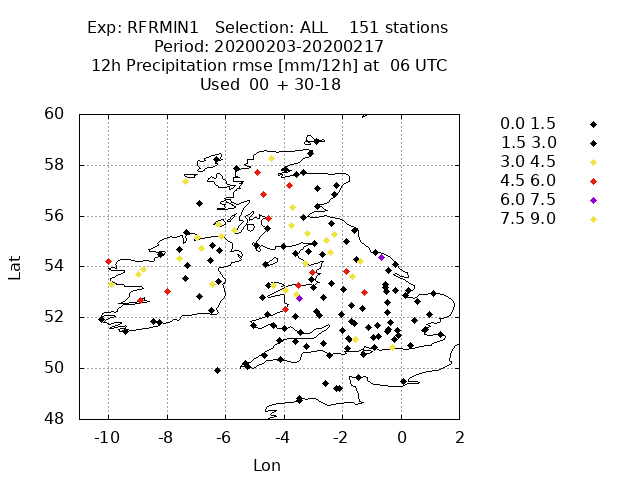 Exp: RFRMIN1 Selection: ALL 151 stations
Period: 20200203-20200217
12h Precipitation rmse [mm/12h] at 06 UTC
Used 00 + 30-18
60
58
56
54
52
50
48
Lat
-10 -8 -6 -4 -2 0 2
Lon
0.0 1.5
1.5 3.0
3.0 4.5
4.5 6.0
6.0 7.5
7.5 9.0